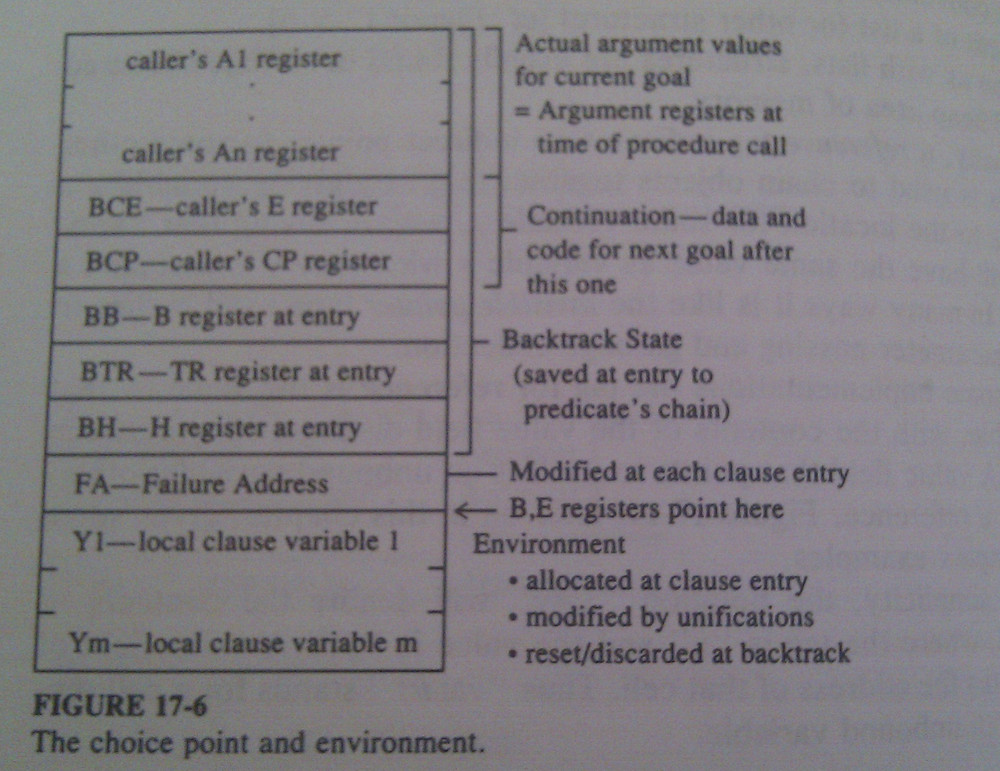 caller's A1 register
caller's An register
BCE—caller's E register
BCP—caller's CP register
BB—B register at entry
BTR—TR register at entry
BH—H register at entry
FA—Failure Address
Y1—local clause variable 1
Ym—local clause variable m
Actual argument values
for current goal
= Argument registers at
time of procedure call
Continuation—data and
code for next goal after
this one
Backtrack State
(saved at entry to
predicate's chain)
Modified at each clause entry
B,E registers point here
Environment
• allocated at clause entry
• modified by unifications
• reset/discarded at backtrack
FIGURE 17-6
The choice point and environment.